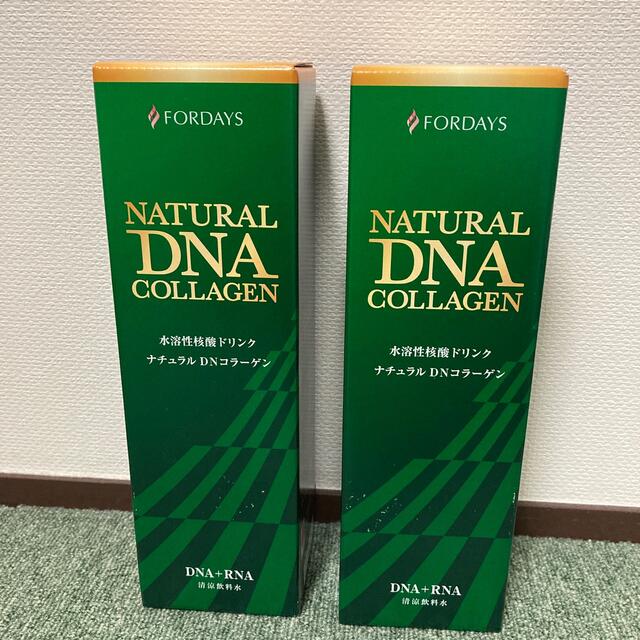 FORDAYS
NATURAL
DNA
COLLAGEN
水溶性核酸ドリンク
ナチュラル DNコラーゲン
DNA+RNA
清涼飲料水
FORDAYS
NATURAL
DNA
COLLAGEN
水溶性核酸ドリンク
ナチュラル DNコラーゲン
DNA+RNA
清涼飲料水